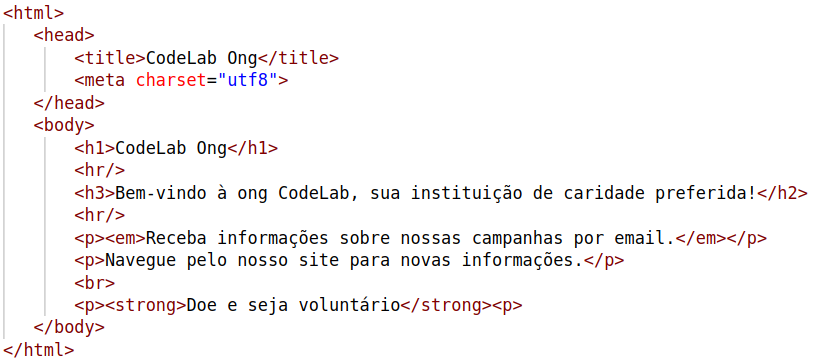 <html>
<head>
<title>CodeLab Ong</title>
<meta charset="utf8">
</head>
<body>
<h1>CodeLab Ong</h1>
<hr/>
<h3>Bem-vindo à ong CodeLab, sua instituição de caridade preferida!</h2>
<hr/>
<p><em>Receba informações sobre nossas campanhas por email.</em></p>
<p>Navegue pelo nosso site para novas informações.</p>
<br>
<p><strong>Doe e seja voluntário</strong><p>
</body>
</html>